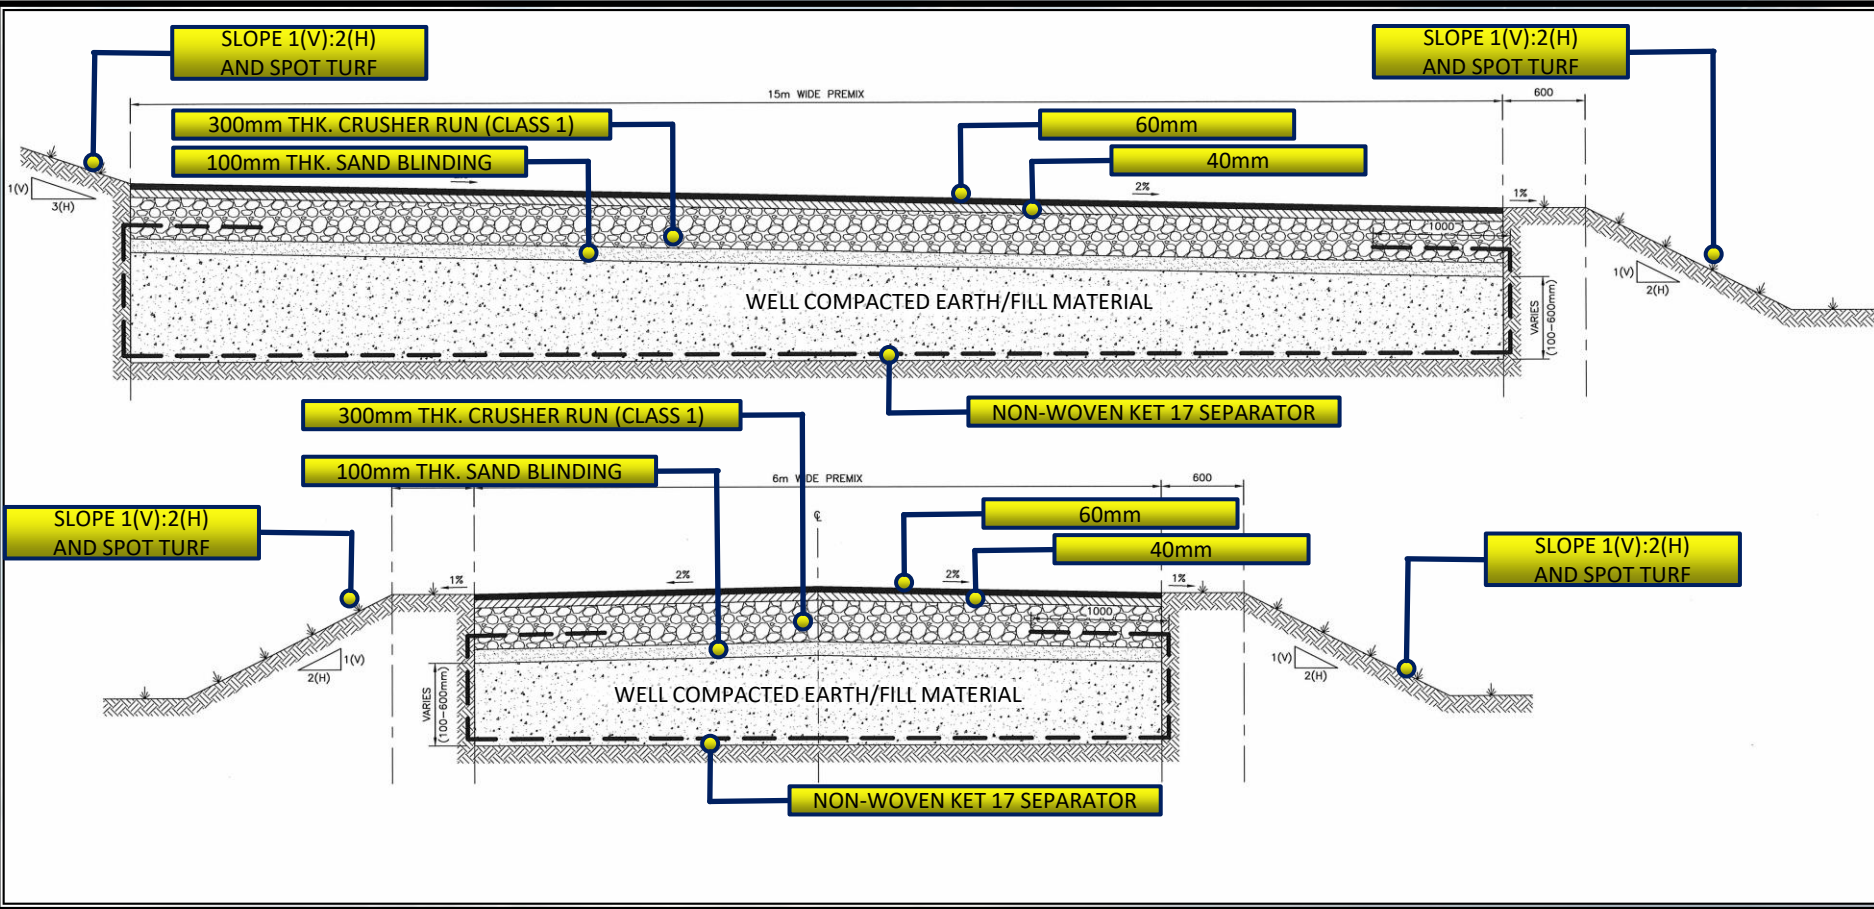 SLOPE 1(V):2(H)
AND SPOT TURF
SLOPE 1(V):2(H)
AND SPOT TURF
15m WIDE PREMIX
600
300mm THK. CRUSHER RUN (CLASS 1)
60mm
100mm THK. SAND BLINDING
40mm
1(V)
3(H)
2%
1%
1000
1(V)
2(H)
WELL COMPACTED EARTH/FILL MATERIAL
VARIES
(100-600mm)
NON-WOVEN KET 17 SEPARATOR
300mm THK. CRUSHER RUN (CLASS 1)
100mm THK. SAND BLINDING
6m WIDE PREMIX
600
SLOPE 1(V):2(H)
AND SPOT TURF
60mm
℄
40mm
SLOPE 1(V):2(H)
AND SPOT TURF
1%
2%
2%
1%
1000
1(V)
2(H)
1(V)
2(H)
VARIES
(100-600mm)
WELL COMPACTED EARTH/FILL MATERIAL
NON-WOVEN KET 17 SEPARATOR